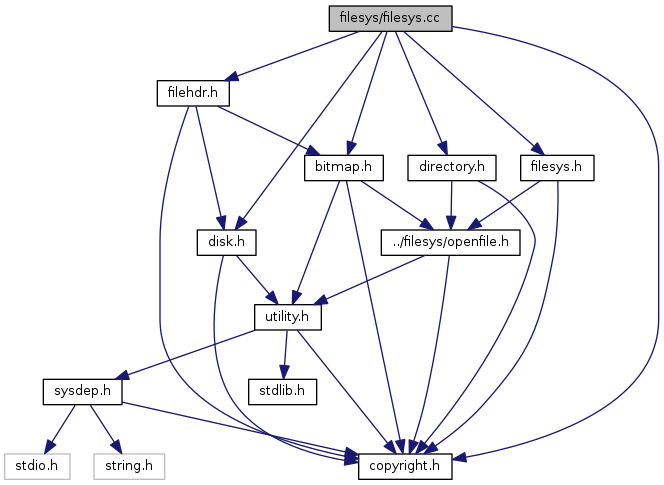 filesys/filesys.cc
filehdr.h
bitmap.h
directory.h
filesys.h
disk.h
../filesys/openfile.h
utility.h
sysdep.h
stdlib.h
stdio.h
string.h
copyright.h